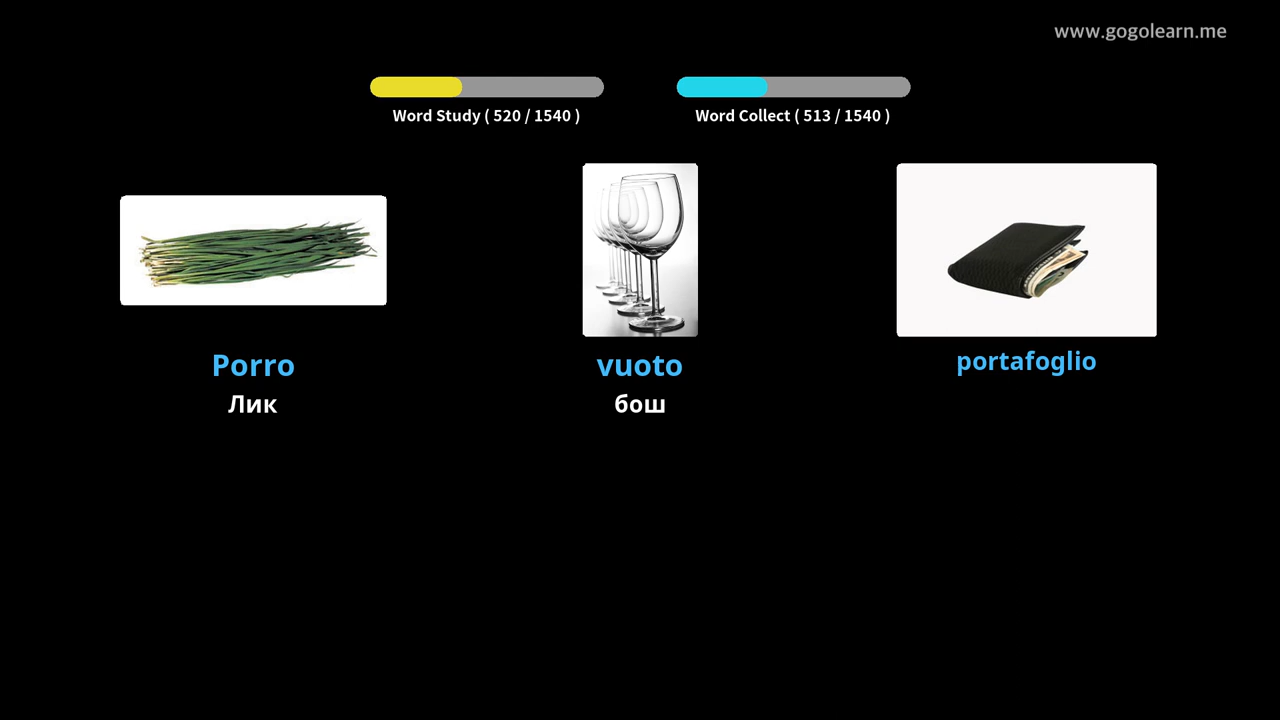 www.gogolearn.me
Word Study ( 520 / 1540 )
Word Collect ( 513 / 1540 )
Porro
Лик
vuoto
бош
portafoglio